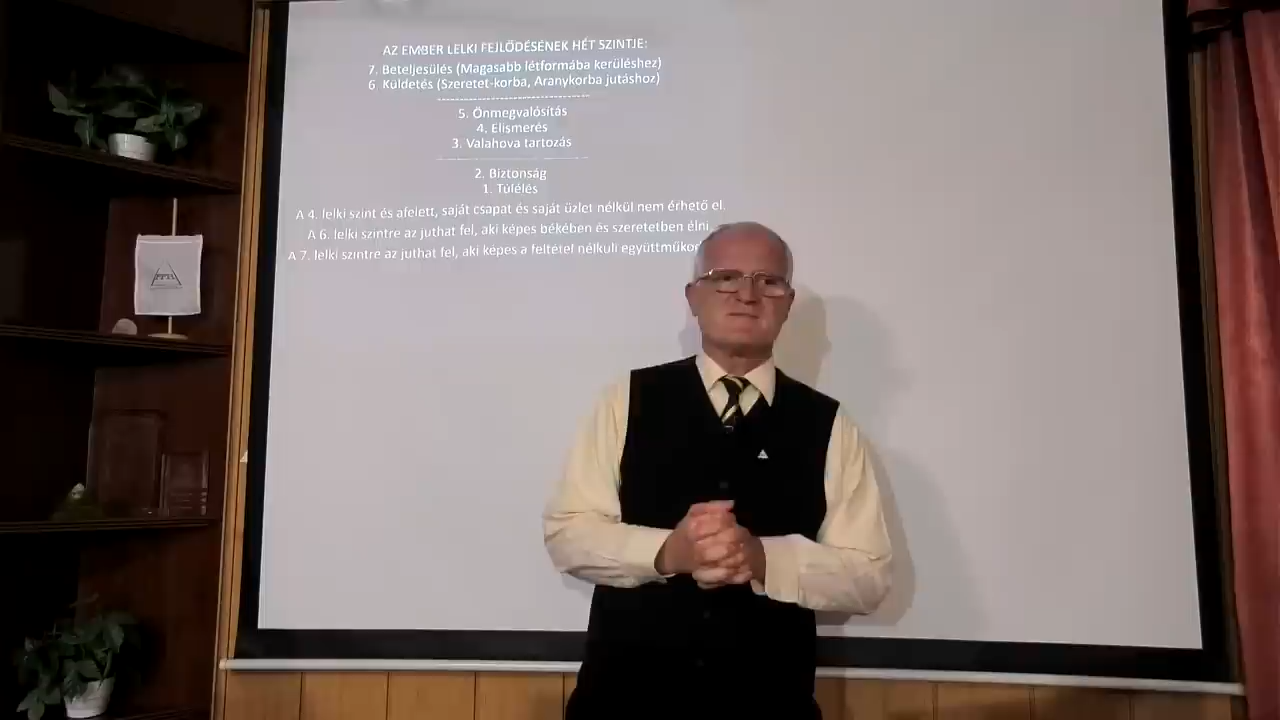 AZ EMBER LELKI FEJLŐDÉSÉNEK HÉT SZINTJE:
7. Beteljesülés (Magasabb létformába kerüléshez)
6 Küldetés (Szeretet-korba, Aranykorba jutáshoz)
5. Önmegvalósítás
4. Elismerés
3. Valahova tartozás
2. Biztonság
1. Túlélés
A 4. lelki szint és afelett, saját csapat és saját üzlet nélkül nem érhető el.
A 6. lelki szintre az juthat fel, aki képes békében és szeretetben élni.
A 7. lelki szintre az juthat fel, aki képes a feltétel nélküli